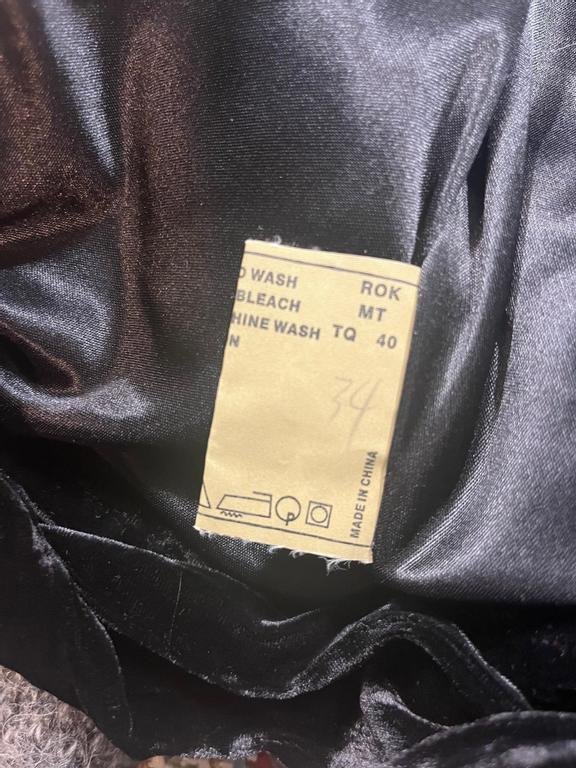 D WASH ROK
BLEACH MT
HINE WASH TQ 40
N
34
MADE IN CHINA
P